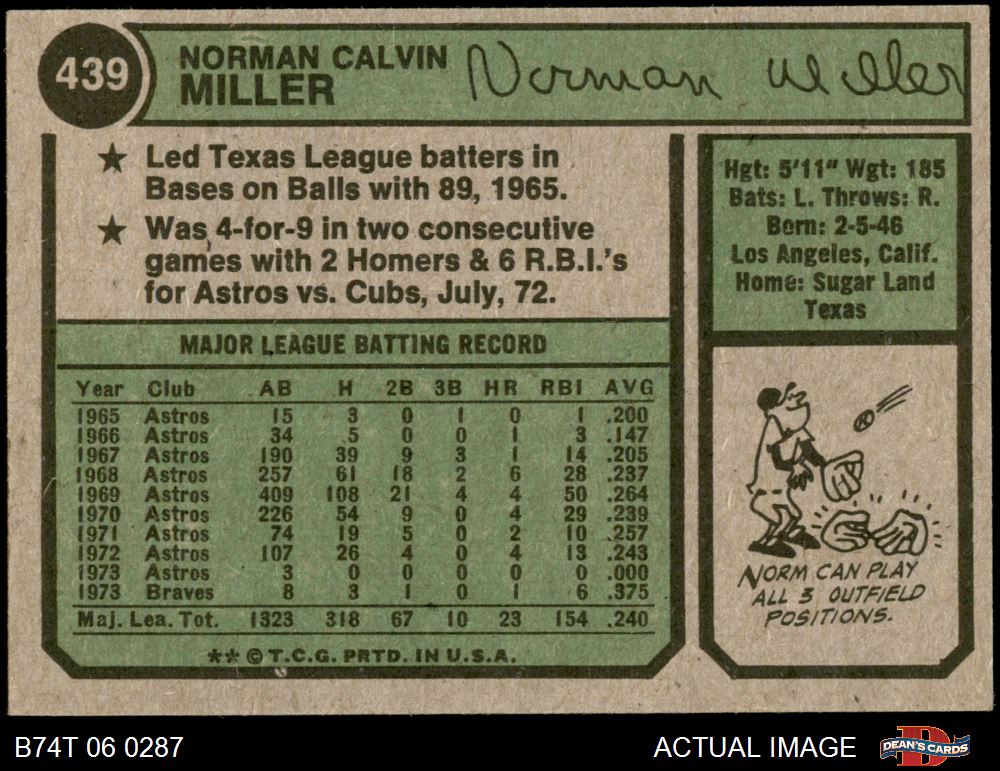 439
NORMAN CALVIN
MILLER
Norman Miller
★ Led Texas League batters in
Bases on Balls with 89, 1965.
★ Was 4-for-9 in two consecutive
games with 2 Homers & 6 R.B.I.'s
for Astros vs. Cubs, July, 72.
Hgt: 5'11" Wgt: 185
Bats: L. Throws: R.
Born: 2-5-46
Los Angeles, Calif.
Home: Sugar Land
Texas
MAJOR LEAGUE BATTING RECORD
Year Club AB H 2B 3B HR RBI AVG
1965 Astros 15 3 0 1 0 1 .200
1966 Astros 34 5 0 0 1 3 .147
1967 Astros 190 39 9 3 1 14 .205
1968 Astros 257 61 18 2 6 28 .237
1969 Astros 409 108 21 4 4 50 .264
1970 Astros 226 54 9 0 4 29 .239
1971 Astros 74 19 5 0 2 10 .257
1972 Astros 107 26 4 0 4 13 .243
1973 Astros 3 0 0 0 0 0 .000
1973 Braves 8 3 1 0 1 6 .375
Maj. Lea. Tot. 1323 318 67 10 23 154 .240
** © T.C.G. PRTD. IN U.S.A.
NORM CAN PLAY
ALL 3 OUTFIELD
POSITIONS.
B74T 06 0287
ACTUAL IMAGE
DEAN'S CARDS